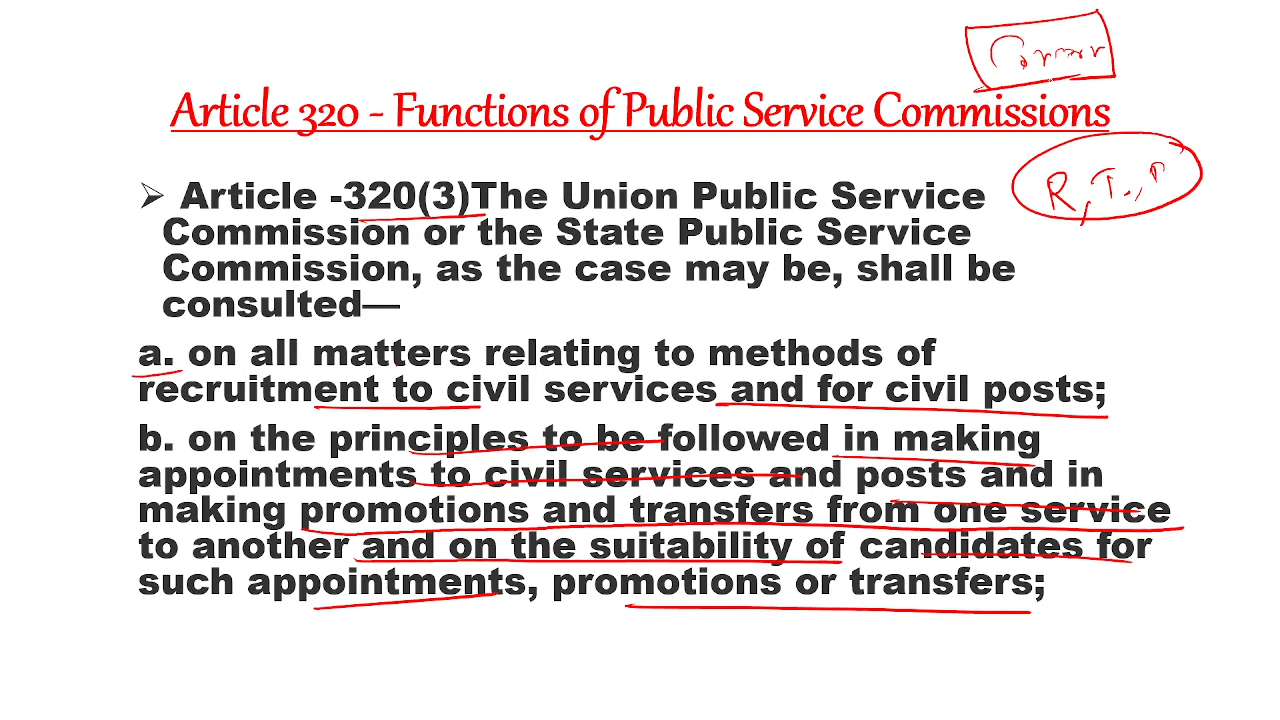 Article 320 - Functions of Public Service Commissions
R, T., P
➢ Article -320(3)The Union Public Service
Commission or the State Public Service
Commission, as the case may be, shall be
consulted—
a. on all matters relating to methods of
recruitment to civil services and for civil posts;
b. on the principles to be followed in making
appointments to civil services and posts and in
making promotions and transfers from one service
to another and on the suitability of candidates for
such appointments, promotions or transfers;